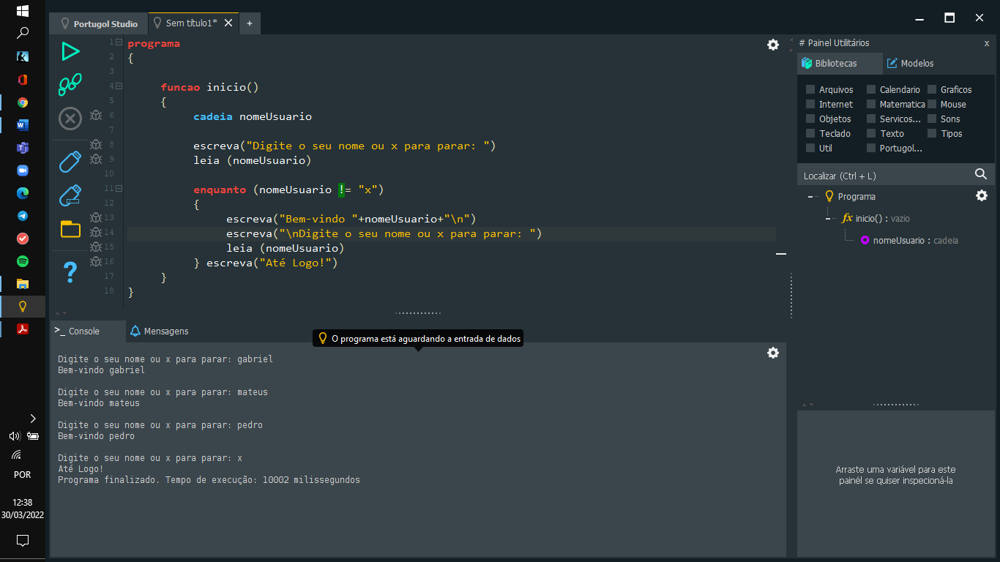 Portugol Studio
Sem título1*
+
1 programa
2 {
3
4 funcao inicio()
5 {
6 cadeia nomeUsuario
7
8 escreva("Digite o seu nome ou x para parar: ")
9 leia (nomeUsuario)
10
11 enquanto (nomeUsuario != "x")
12 {
13 escreva("Bem-vindo "+nomeUsuario+"\n")
14 escreva("\nDigite o seu nome ou x para parar: ")
15 leia (nomeUsuario)
16 } escreva("Até Logo!")
17 }
18 }
>_ Console
Mensagens
O programa está aguardando a entrada de dados
Digite o seu nome ou x para parar: gabriel
Bem-vindo gabriel
Digite o seu nome ou x para parar: mateus
Bem-vindo mateus
Digite o seu nome ou x para parar: pedro
Bem-vindo pedro
Digite o seu nome ou x para parar: x
Até Logo!
Programa finalizado. Tempo de execução: 10002 milissegundos
# Painel Utilitários x
Bibliotecas
Modelos
Arquivos Calendario Graficos
Internet Matematica Mouse
Objetos Servicos... Sons
Teclado Texto Tipos
Util Portugol...
Localizar (Ctrl + L)
Programa
fx inicio() : vazio
nomeUsuario : cadeia
Arraste uma variável para este
painél se quiser inspecioná-la
POR
12:38
30/03/2022